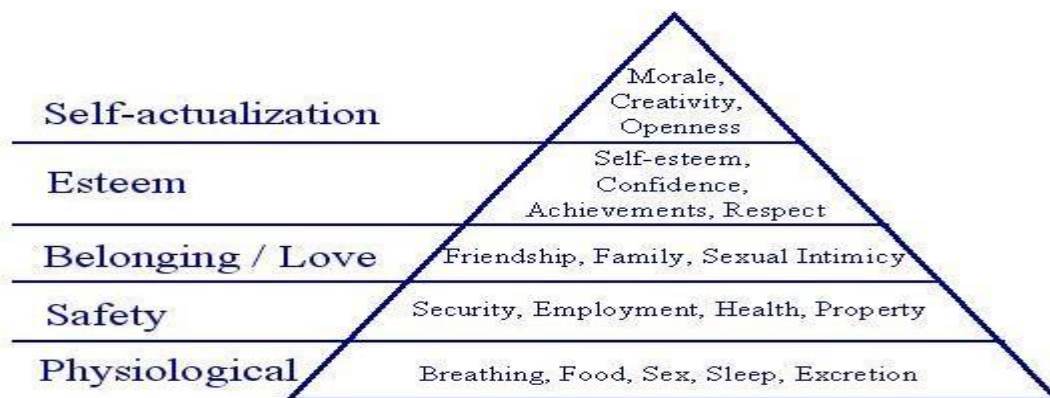 Morale,
Creativity,
Openness
Self-actualization
Self-esteem,
Confidence,
Achievements, Respect
Esteem
Belonging / Love
Friendship, Family, Sexual Intimicy
Safety
Security, Employment, Health, Property
Physiological
Breathing, Food, Sex, Sleep, Excretion